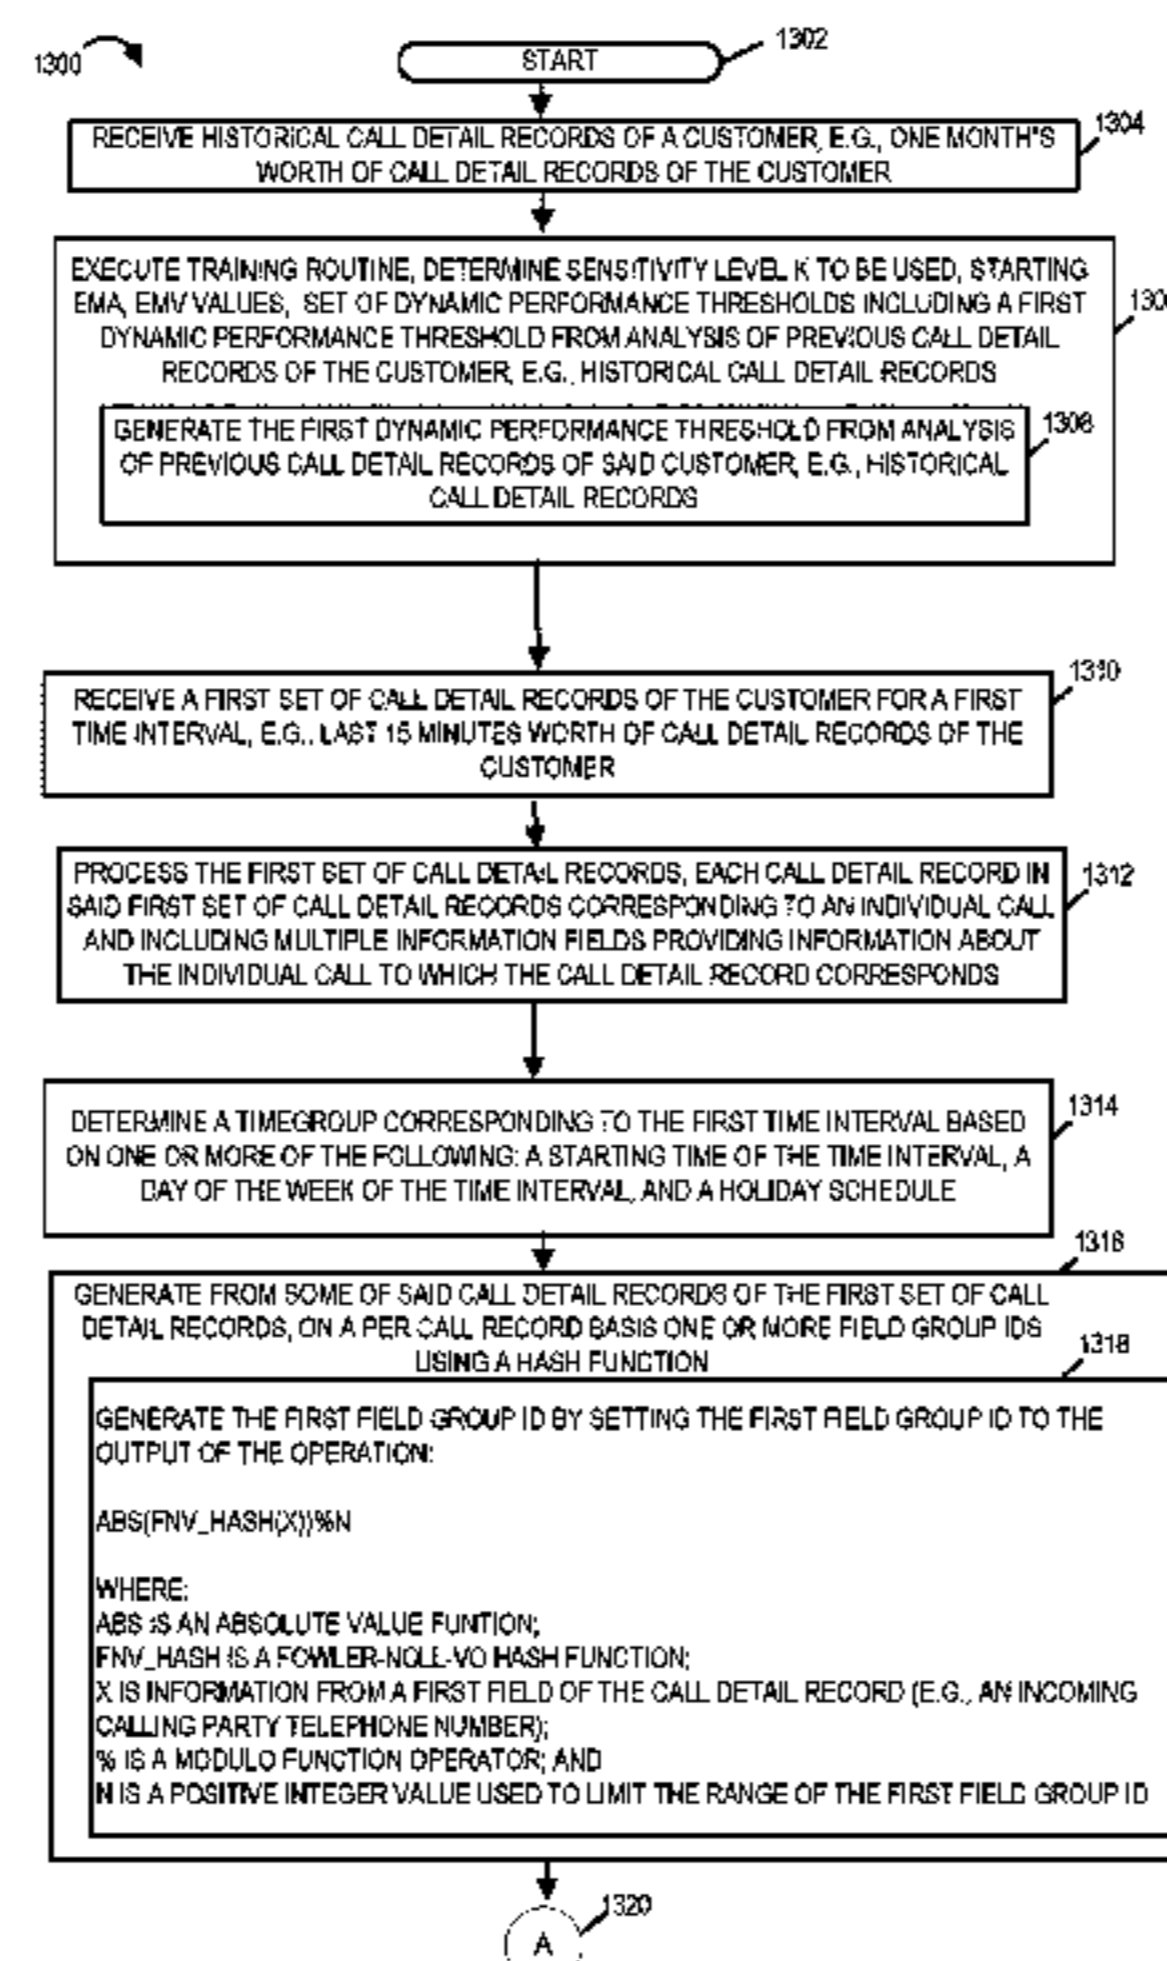 1300
START
1302
RECEIVE HISTORICAL CALL DETAIL RECORDS OF A CUSTOMER, E.G., ONE MONTH'S
WORTH OF CALL DETAIL RECORDS OF THE CUSTOMER
1304
EXECUTE TRAINING ROUTINE, DETERMINE SENSITIVITY LEVEL K TO BE USED, STARTING
EMA, EMV VALUES, SET OF DYNAMIC PERFORMANCE THRESHOLDS INCLUDING A FIRST
DYNAMIC PERFORMANCE THRESHOLD FROM ANALYSIS OF PREVIOUS CALL DETAIL
RECORDS OF THE CUSTOMER, E.G., HISTORICAL CALL DETAIL RECORDS
GENERATE THE FIRST DYNAMIC PERFORMANCE THRESHOLD FROM ANALYSIS
OF PREVIOUS CALL DETAIL RECORDS OF SAID CUSTOMER, E.G., HISTORICAL
CALL DETAIL RECORDS
1308
RECEIVE A FIRST SET OF CALL DETAIL RECORDS OF THE CUSTOMER FOR A FIRST
TIME INTERVAL, E.G., LAST 15 MINUTES WORTH OF CALL DETAIL RECORDS OF THE
CUSTOMER
1310
PROCESS THE FIRST SET OF CALL DETAIL RECORDS, EACH CALL DETAIL RECORD IN
SAID FIRST SET OF CALL DETAIL RECORDS CORRESPONDING TO AN INDIVIDUAL CALL
AND INCLUDING MULTIPLE INFORMATION FIELDS PROVIDING INFORMATION ABOUT
THE INDIVIDUAL CALL TO WHICH THE CALL DETAIL RECORD CORRESPONDS
1312
DETERMINE A TIMEGROUP CORRESPONDING TO THE FIRST TIME INTERVAL BASED
ON ONE OR MORE OF THE FOLLOWING: A STARTING TIME OF THE TIME INTERVAL, A
DAY OF THE WEEK OF THE TIME INTERVAL, AND A HOLIDAY SCHEDULE
1314
1316
GENERATE FROM SOME OF SAID CALL DETAIL RECORDS OF THE FIRST SET OF CALL
DETAIL RECORDS, ON A PER CALL RECORD BASIS ONE OR MORE FIELD GROUP IDS
USING A HASH FUNCTION
1318
GENERATE THE FIRST FIELD GROUP ID BY SETTING THE FIRST FIELD GROUP ID TO THE
OUTPUT OF THE OPERATION:
ABS(FNV_HASH(X))%N
WHERE:
ABS IS AN ABSOLUTE VALUE FUNTION;
FNV_HASH IS A FOWLER-NOLL-VO HASH FUNCTION;
X IS INFORMATION FROM A FIRST FIELD OF THE CALL DETAIL RECORD (E.G., AN INCOMING
CALLING PARTY TELEPHONE NUMBER);
% IS A MODULO FUNCTION OPERATOR; AND
N IS A POSITIVE INTEGER VALUE USED TO LIMIT THE RANGE OF THE FIRST FIELD GROUP ID
A
1320